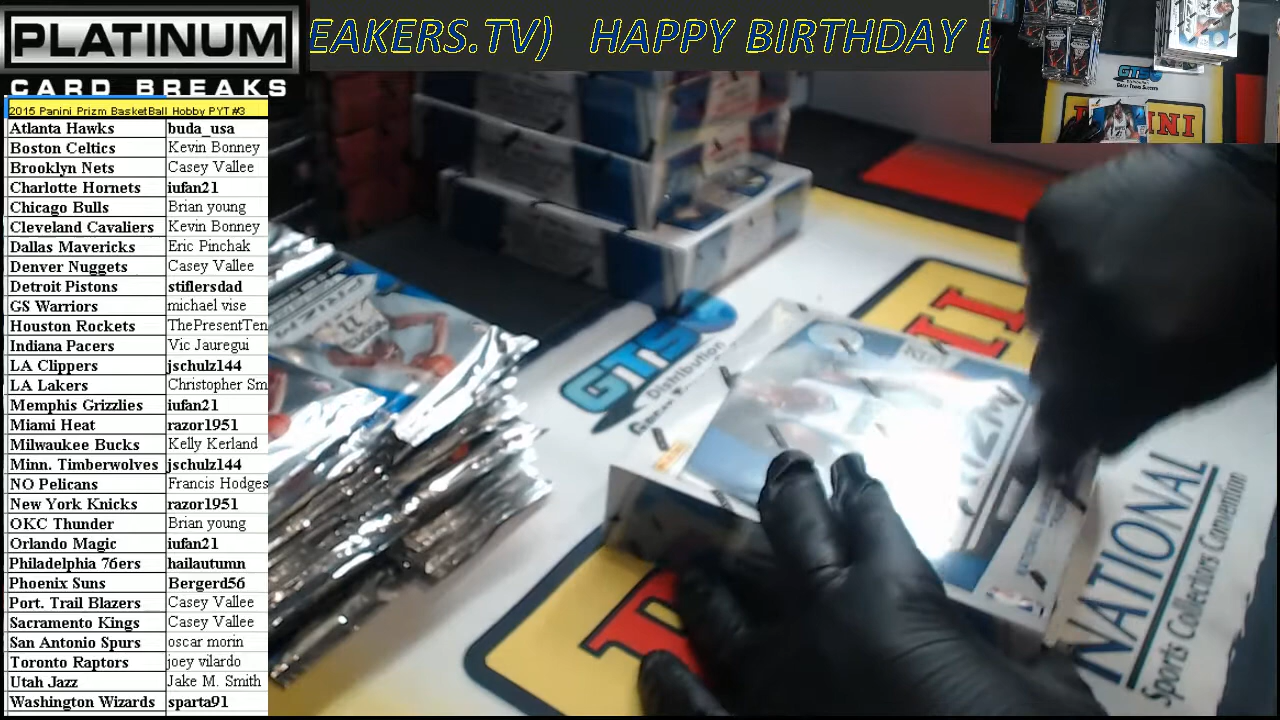 PLATINUM
CARD BREAKS
EAKERS.TV) HAPPY BIRTHDAY
2015 Panini Prizm BasketBall Hobby PYT #3
Atlanta Hawks buda_usa
Boston Celtics Kevin Bonney
Brooklyn Nets Casey Vallee
Charlotte Hornets iufan21
Chicago Bulls Brian young
Cleveland Cavaliers Kevin Bonney
Dallas Mavericks Eric Pinchak
Denver Nuggets Casey Vallee
Detroit Pistons stiflersdad
GS Warriors michael vise
Houston Rockets ThePresentTen
Indiana Pacers Vic Jauregui
LA Clippers jschulz144
LA Lakers Christopher Sm
Memphis Grizzlies iufan21
Miami Heat razor1951
Milwaukee Bucks Kelly Kerland
Minn. Timberwolves jschulz144
NO Pelicans Francis Hodges
New York Knicks razor1951
OKC Thunder Brian young
Orlando Magic iufan21
Philadelphia 76ers hailautumn
Phoenix Suns Bergerd56
Port. Trail Blazers Casey Vallee
Sacramento Kings Casey Vallee
San Antonio Spurs oscar morin
Toronto Raptors joey vilardo
Utah Jazz Jake M. Smith
Washington Wizards sparta91
GTS
Distribution
NATIONAL
Sports Collectors Convention
GTS